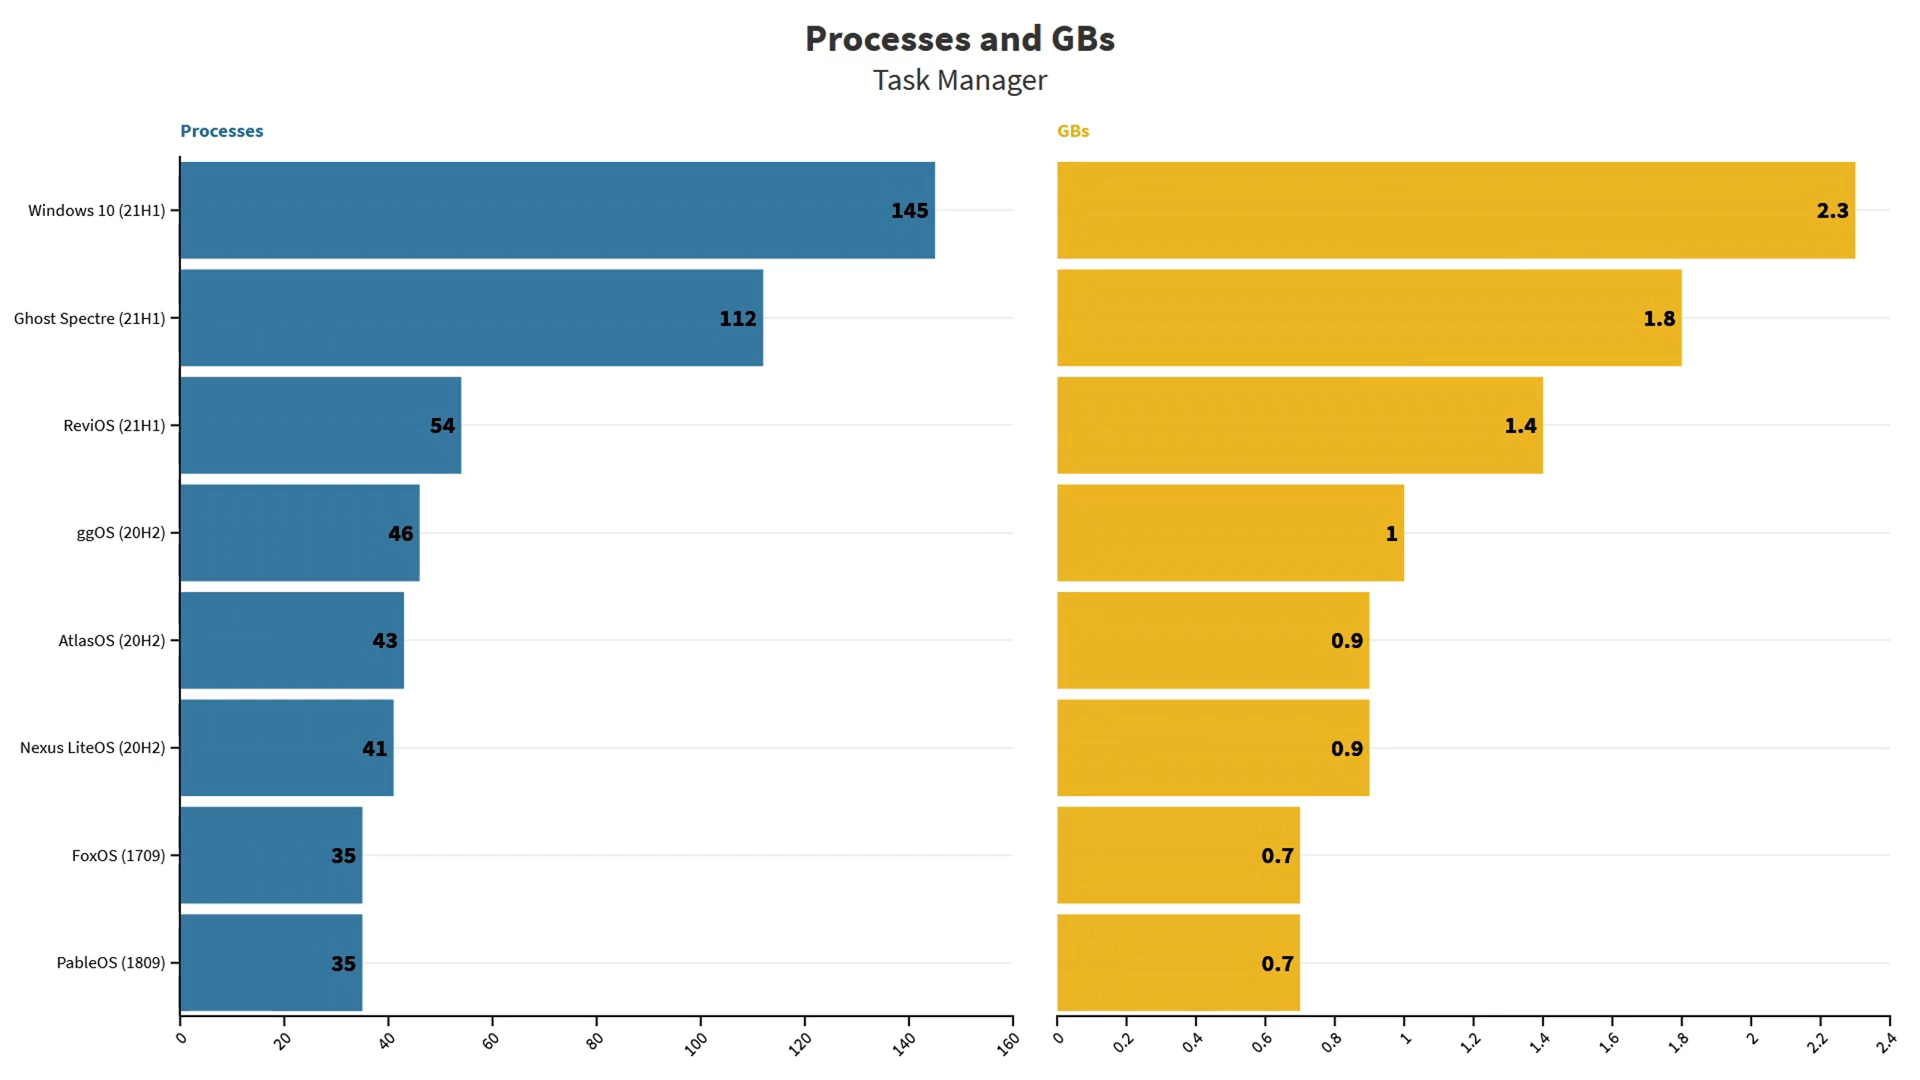 Processes and GBs
Task Manager
Processes
GBs
Windows 10 (21H1)
145
2.3
Ghost Spectre (21H1)
112
1.8
ReviOS (21H1)
54
1.4
ggOS (20H2)
46
1
AtlasOS (20H2)
43
0.9
Nexus LiteOS (20H2)
41
0.9
FoxOS (1709)
35
0.7
PableOS (1809)
35
0.7
0 20 40 60 80 100 120 140 160
0 0.2 0.4 0.6 0.8 1 1.2 1.4 1.6 1.8 2 2.2 2.4